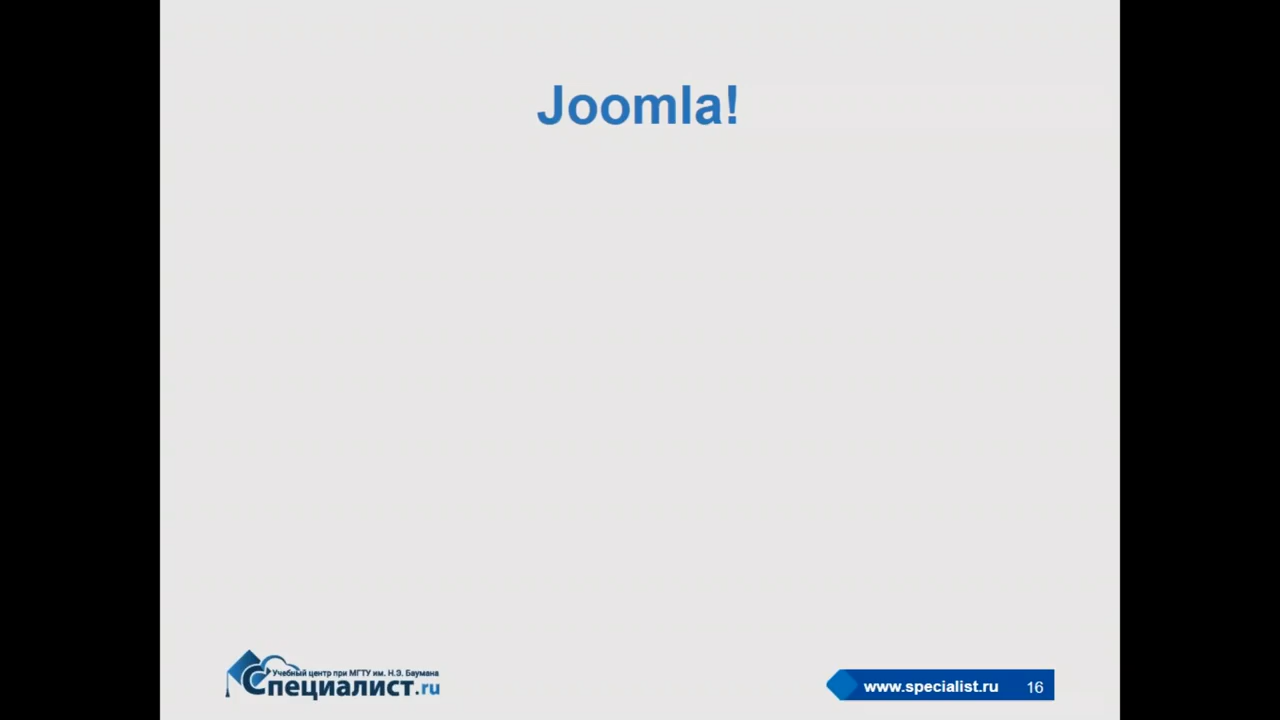 Joomla!
Учебный центр при МГТУ им. Н.Э. Баумана
Специалист.ru
www.specialist.ru 16